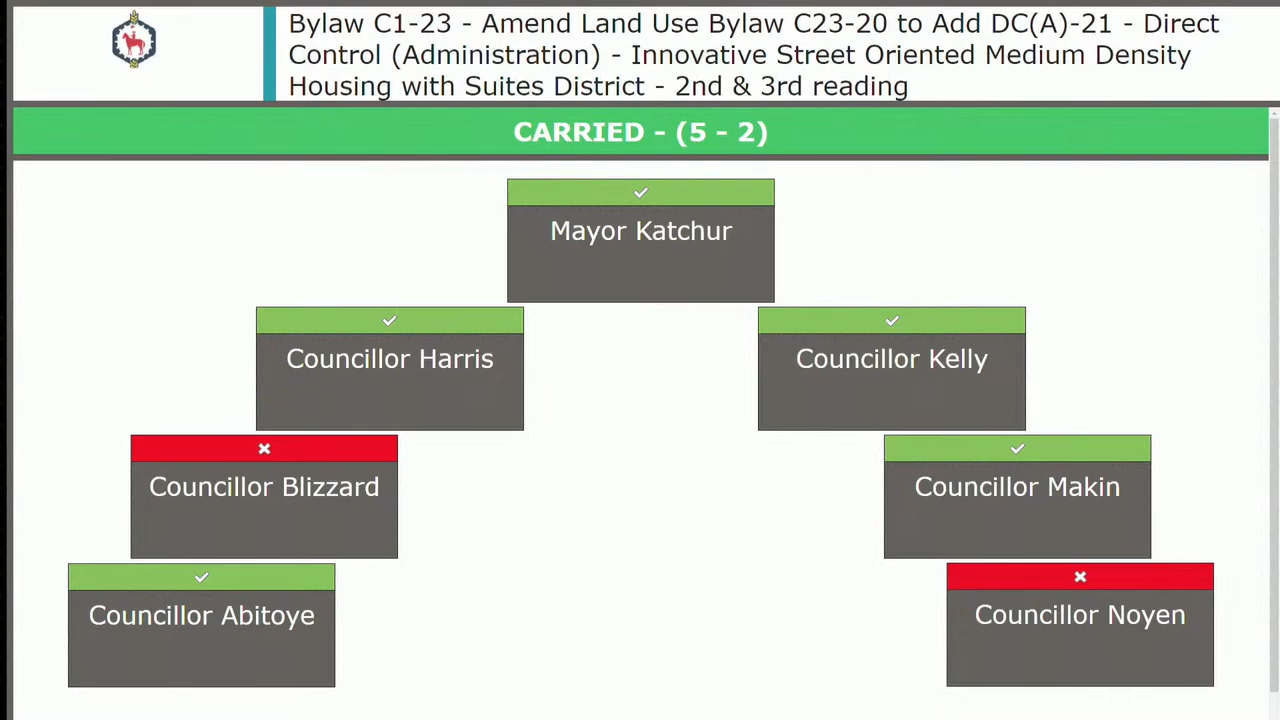 Bylaw C1-23 - Amend Land Use Bylaw C23-20 to Add DC(A)-21 - Direct
Control (Administration) - Innovative Street Oriented Medium Density
Housing with Suites District - 2nd & 3rd reading
CARRIED - (5 - 2)
Mayor Katchur
Councillor Harris
Councillor Kelly
Councillor Blizzard
Councillor Makin
Councillor Abitoye
Councillor Noyen